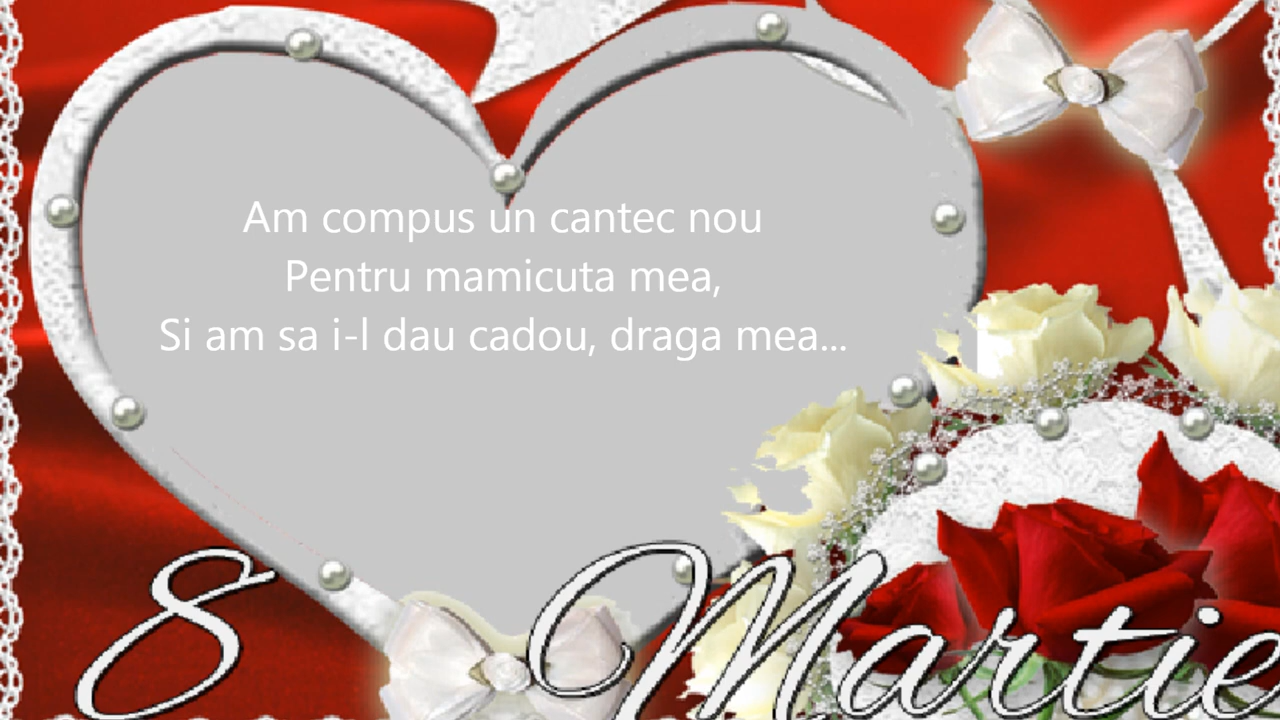 Am compus un cantec nou
Pentru mamicuta mea,
Si am sa i-l dau cadou, draga mea...
8 Martie